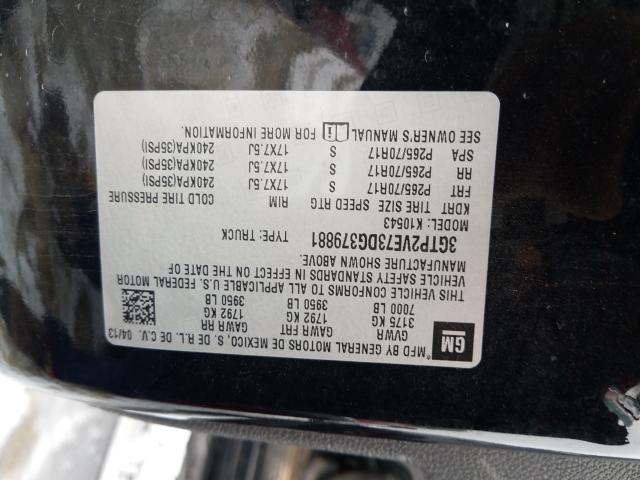 GM
MFD BY GENERAL MOTORS DE MEXICO, S. DE R.L. DE C.V. 04/13
GVWR GAWR FRT GAWR RR
3175 KG 1792 KG 1792 KG
7000 LB 3950 LB 3950 LB
THIS VEHICLE CONFORMS TO ALL APPLICABLE U.S. FEDERAL MOTOR
VEHICLE SAFETY STANDARDS IN EFFECT ON THE DATE OF
MANUFACTURE SHOWN ABOVE.
3GTP2VE73DG379881 TYPE: TRUCK
MODEL: K10543
KDRT TIRE SIZE SPEED RTG RIM COLD TIRE PRESSURE
FRT P265/70R17 S 17X7.5J 240KPA(35PSI)
RR P265/70R17 S 17X7.5J 240KPA(35PSI)
SPA P265/70R17 S 17X7.5J 240KPA(35PSI)
SEE OWNER'S MANUAL FOR MORE INFORMATION.